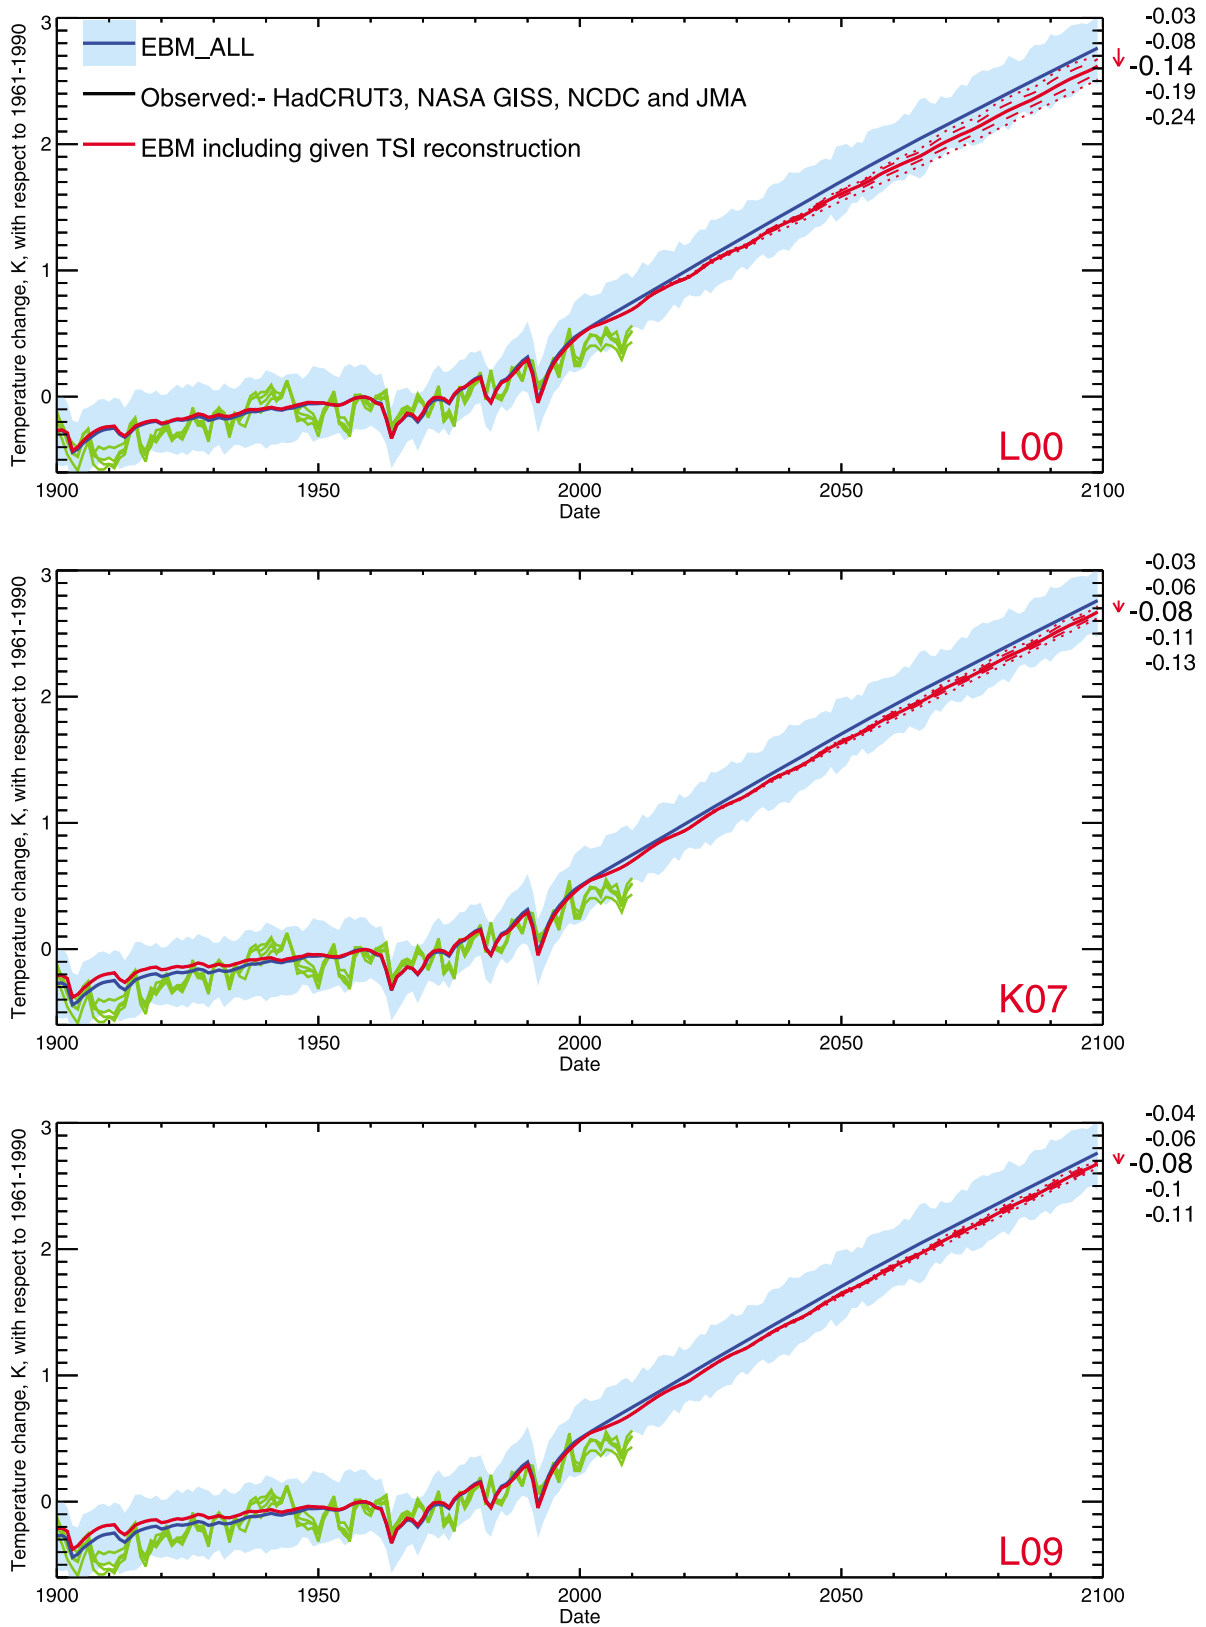 Temperature change, K, with respect to 1961-1990
3
2
1
0
EBM_ALL
Observed:- HadCRUT3, NASA GISS, NCDC and JMA
EBM including given TSI reconstruction
-0.03
-0.08
-0.14
-0.19
-0.24
L00
1900 1950 2000 2050 2100
Date
Temperature change, K, with respect to 1961-1990
3
2
1
0
-0.03
-0.06
-0.08
-0.11
-0.13
K07
1900 1950 2000 2050 2100
Date
Temperature change, K, with respect to 1961-1990
3
2
1
0
-0.04
-0.06
-0.08
-0.1
-0.11
L09
1900 1950 2000 2050 2100
Date